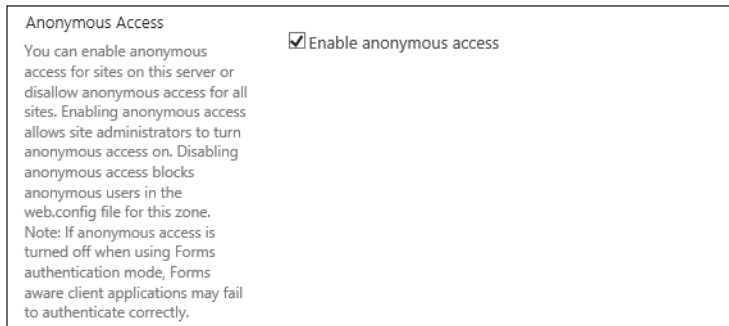 Anonymous Access
You can enable anonymous
access for sites on this server or
disallow anonymous access for all
sites. Enabling anonymous access
allows site administrators to turn
anonymous access on. Disabling
anonymous access blocks
anonymous users in the
web.config file for this zone.
Note: If anonymous access is
turned off when using Forms
authentication mode, Forms
aware client applications may fail
to authenticate correctly.
Enable anonymous access